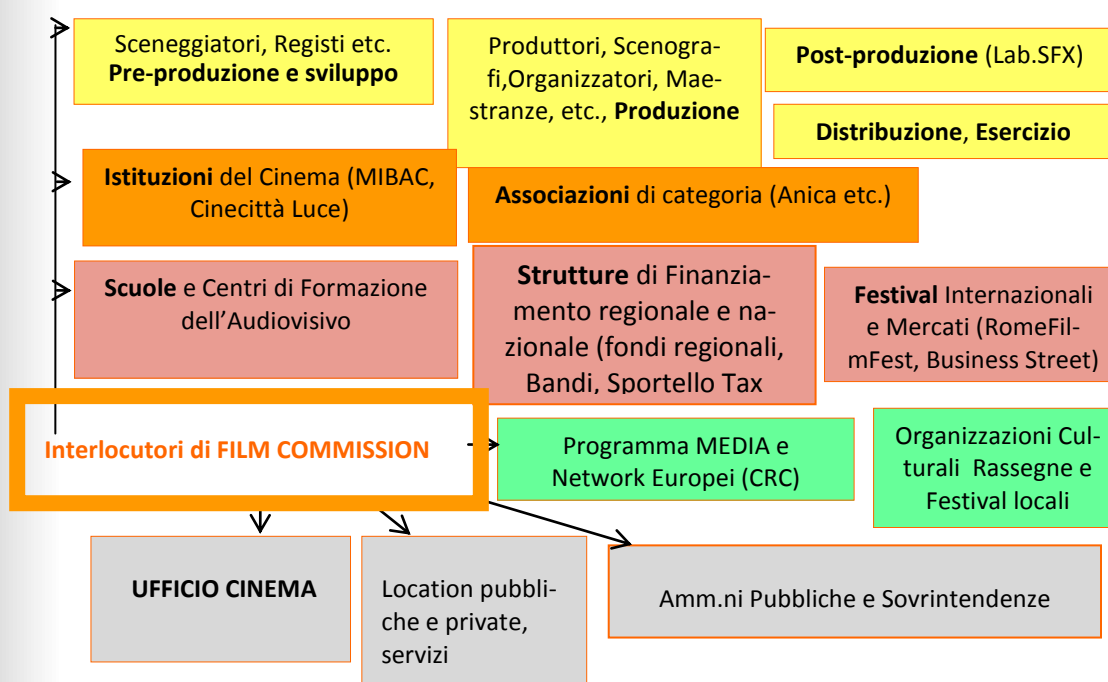 Sceneggiatori, Registi etc.
Pre-produzione e sviluppo
Produttori, Scenogra-
fi,Organizzatori, Mae-
stranze, etc., Produzione
Post-produzione (Lab.SFX)
Distribuzione, Esercizio
Istituzioni del Cinema (MIBAC,
Cinecittà Luce)
Associazioni di categoria (Anica etc.)
Scuole e Centri di Formazione
dell’Audiovisivo
Strutture di Finanzia-
mento regionale e na-
zionale (fondi regionali,
Bandi, Sportello Tax
Festival Internazionali
e Mercati (RomeFil-
mFest, Business Street)
Interlocutori di FILM COMMISSION
Programma MEDIA e
Network Europei (CRC)
Organizzazioni Cul-
turali Rassegne e
Festival locali
UFFICIO CINEMA
Location pubbli-
che e private,
servizi
Amm.ni Pubbliche e Sovrintendenze